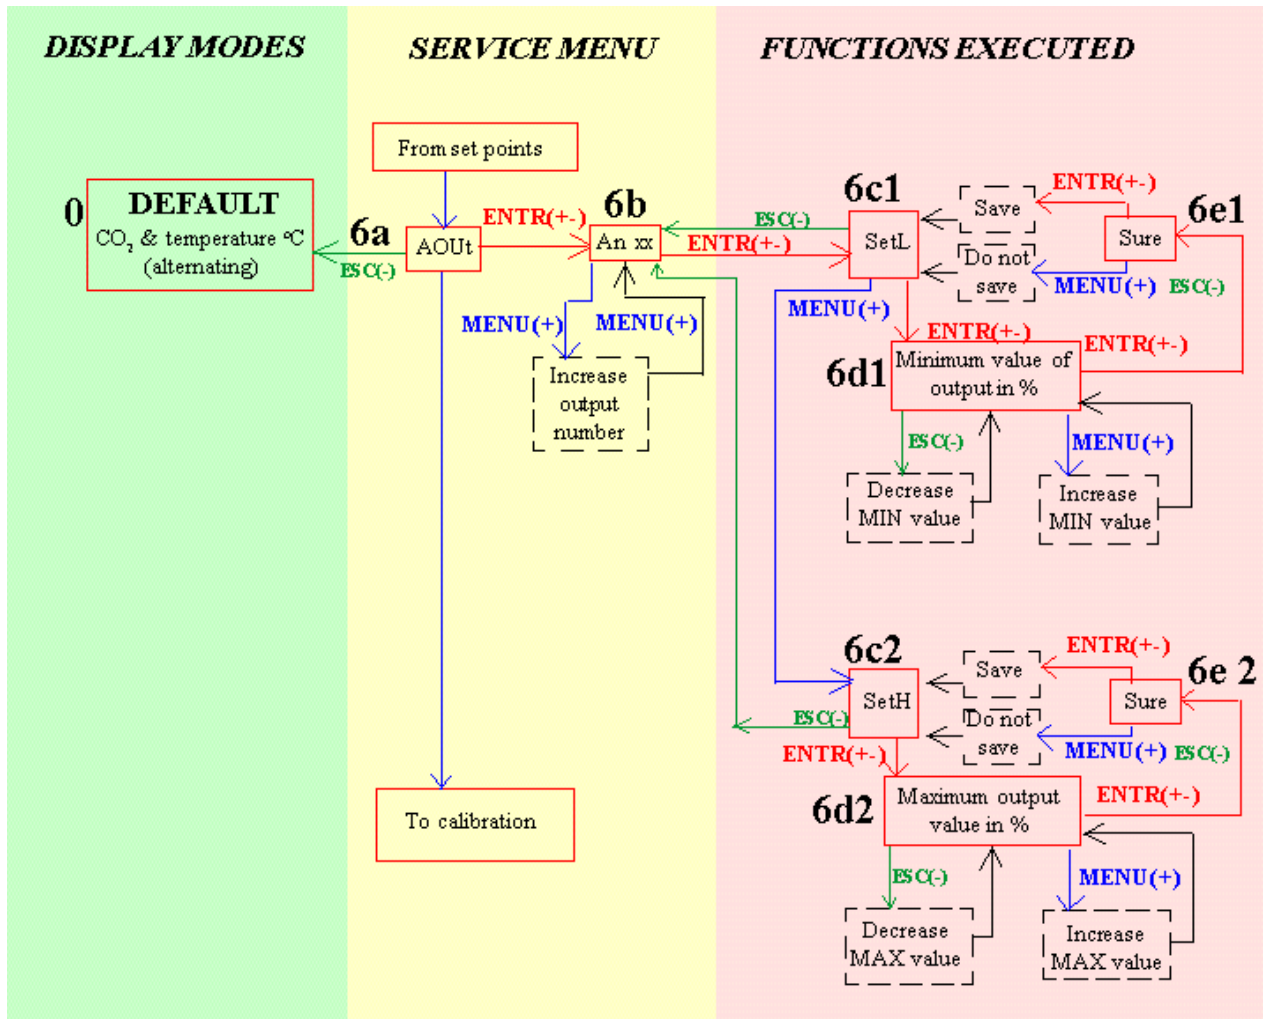 DISPLAY MODES
SERVICE MENU
FUNCTIONS EXECUTED
From set points
0
DEFAULT
CO2 & temperature °C
(alternating)
ESC(-)
6a
AOUt
ENTR(+-)
6b
An xx
MENU(+)
MENU(+)
Increase
output
number
To calibration
ESC(-)
ENTR(+-)
6c1
SetL
MENU(+)
Save
Do not
save
ENTR(+-)
6e1
Sure
MENU(+) ESC(-)
ENTR(+-)
ENTR(+-)
6d1
Minimum value of
output in %
ESC(-)
MENU(+)
Decrease
MIN value
Increase
MIN value
6c2
SetH
ESC(-)
ENTR(+-)
Save
Do not
save
ENTR(+-)
6e 2
Sure
MENU(+) ESC(-)
6d2
Maximum output
value in %
ENTR(+-)
ESC(-)
MENU(+)
Decrease
MAX value
Increase
MAX value